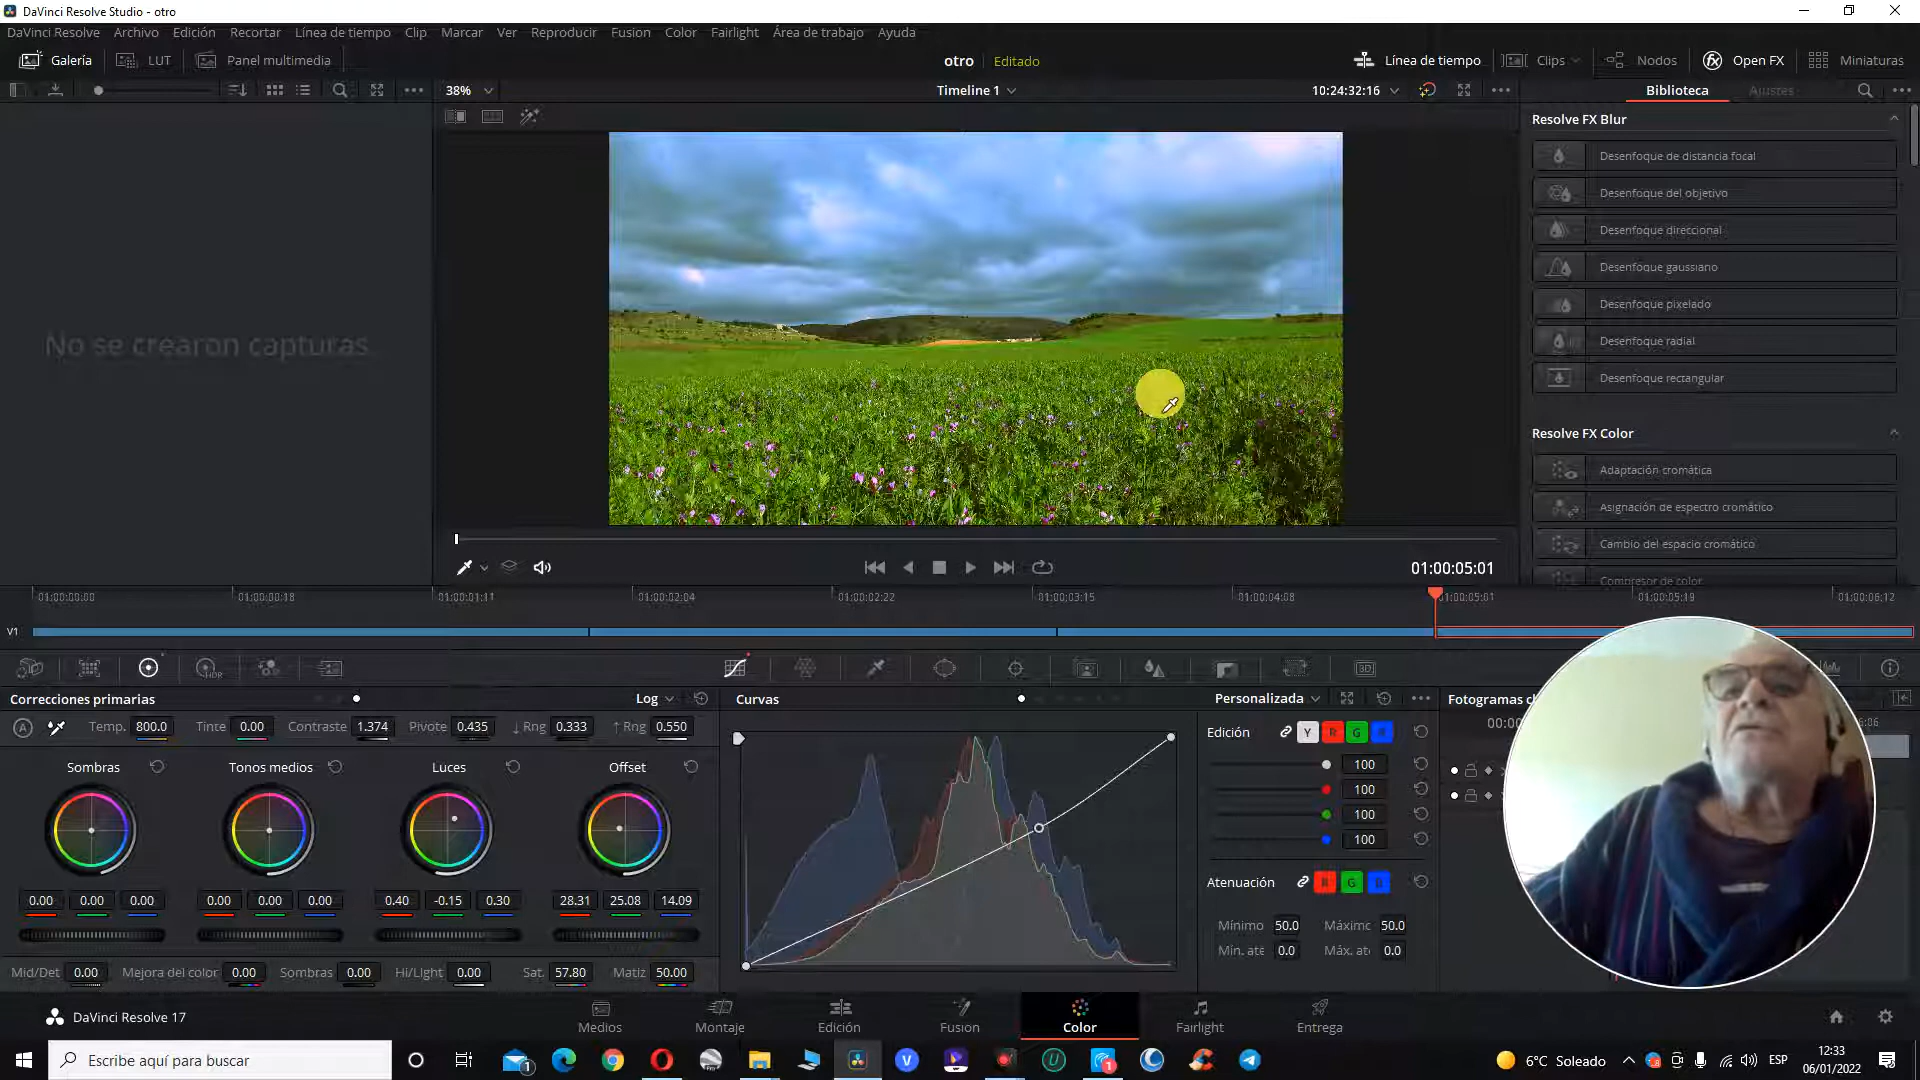 DaVinci Resolve Studio - otro
DaVinci Resolve Archivo Edición Recortar Línea de tiempo Clip Marcar Ver Reproducir Fusion Color Fairlight Área de trabajo Ayuda
Galería LUT Panel multimedia otro Editado Línea de tiempo Clips Nodos Open FX Miniaturas
38% Timeline 1 10:24:32:16 Biblioteca Ajustes
Resolve FX Blur
Desenfoque de distancia focal
Desenfoque del objetivo
Desenfoque direccional
Desenfoque gaussiano
Desenfoque pixelado
Desenfoque radial
Desenfoque rectangular
No se crearon capturas.
Resolve FX Color
Adaptación cromática
Asignación de espectro cromático
Cambio del espacio cromático
Compresor de color
01:00:05:01
01:00:00:00 01:00:00:18 01:00:01:11 01:00:02:04 01:00:02:22 01:00:03:15 01:00:04:08 01:00:05:01 01:00:05:19 01:00:06:12
V1
HDR 3D
Correcciones primarias Log Curvas Personalizada Fotogramas
A Temp. 800.0 Tinte 0.00 Contraste 1.374 Pivote 0.435 ↓ Rng 0.333 ↑ Rng 0.550
Edición Y R G B
Sombras Tonos medios Luces Offset
100
100
100
100
Atenuación R G B
0.00 0.00 0.00 0.00 0.00 0.00 0.40 -0.15 0.30 28.31 25.08 14.09
Mínimo 50.0 Máximc 50.0
Mín. ate 0.0 Máx. at 0.0
Mid/Det 0.00 Mejora del color 0.00 Sombras 0.00 Hi/Light 0.00 Sat. 57.80 Matiz 50.00
DaVinci Resolve 17
Medios Montaje Edición Fusion Color Fairlight Entrega
Escribe aquí para buscar
6°C Soleado ESP 12:33
06/01/2022